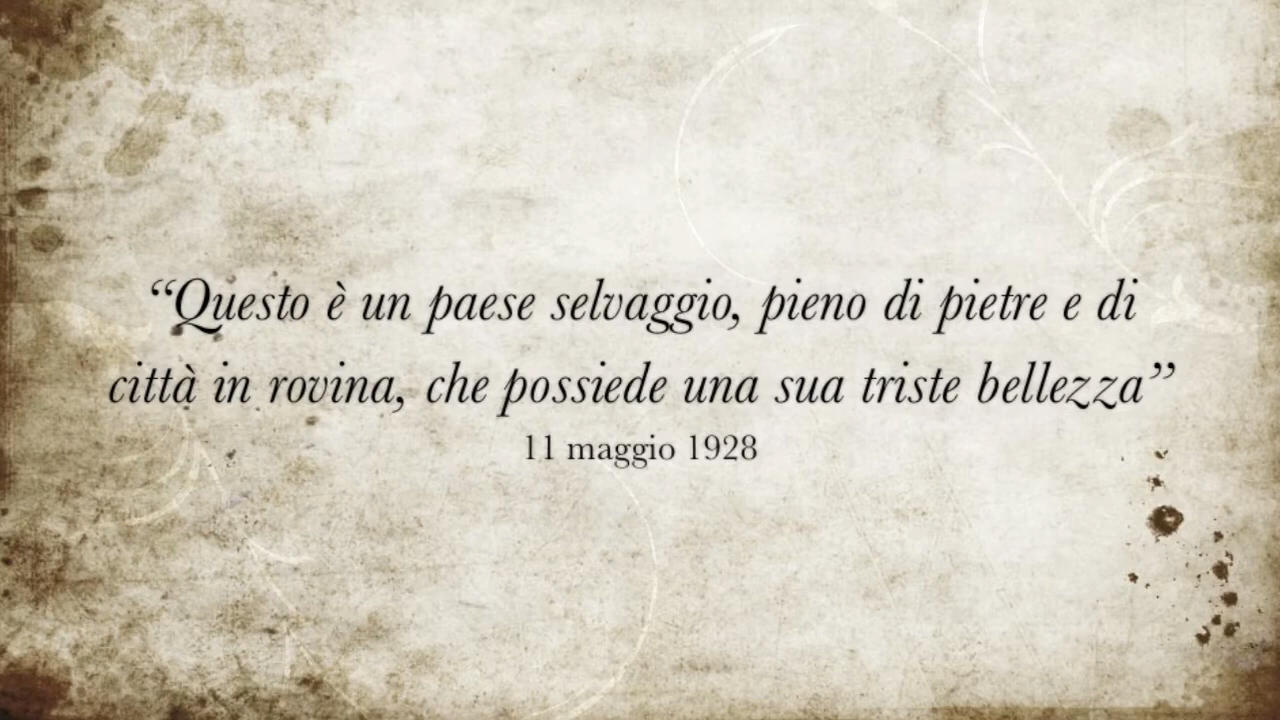 “Questo è un paese selvaggio, pieno di pietre e di
città in rovina, che possiede una sua triste bellezza”
11 maggio 1928